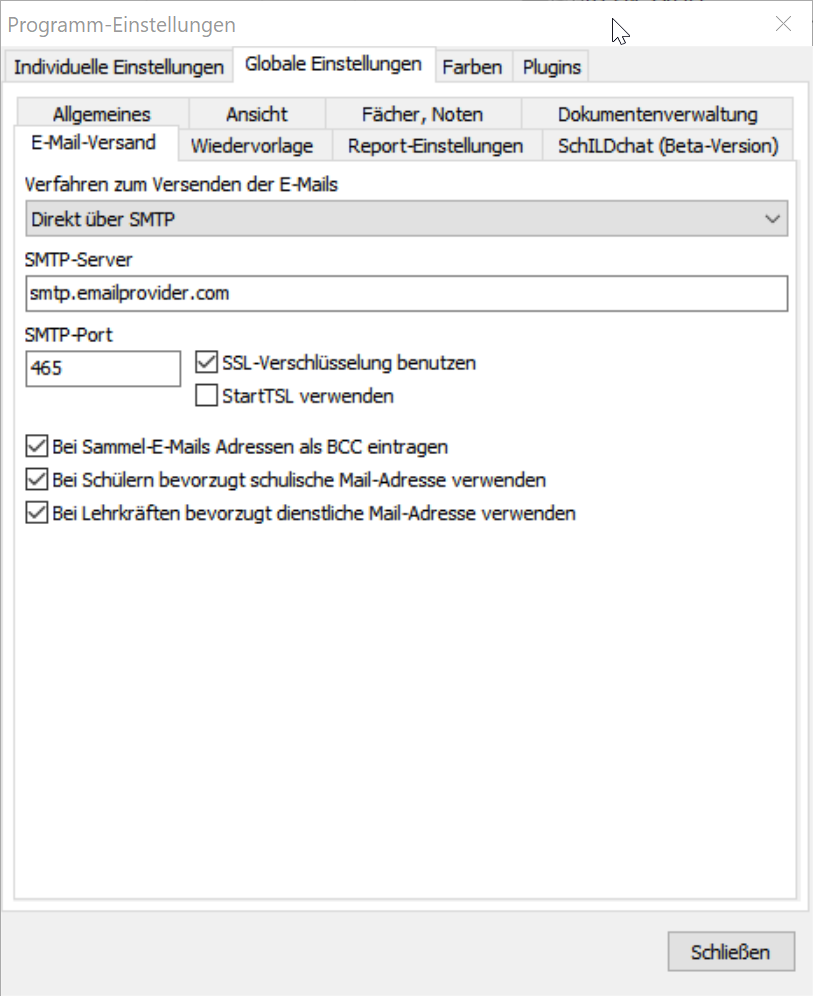 Programm-Einstellungen
Individuelle Einstellungen Globale Einstellungen Farben Plugins
Allgemeines Ansicht Fächer, Noten Dokumentenverwaltung
E-Mail-Versand Wiedervorlage Report-Einstellungen SchILDchat (Beta-Version)
Verfahren zum Versenden der E-Mails
Direkt über SMTP
SMTP-Server
smtp.emailprovider.com
SMTP-Port
465
SSL-Verschlüsselung benutzen
StartTSL verwenden
Bei Sammel-E-Mails Adressen als BCC eintragen
Bei Schülern bevorzugt schulische Mail-Adresse verwenden
Bei Lehrkräften bevorzugt dienstliche Mail-Adresse verwenden
Schließen